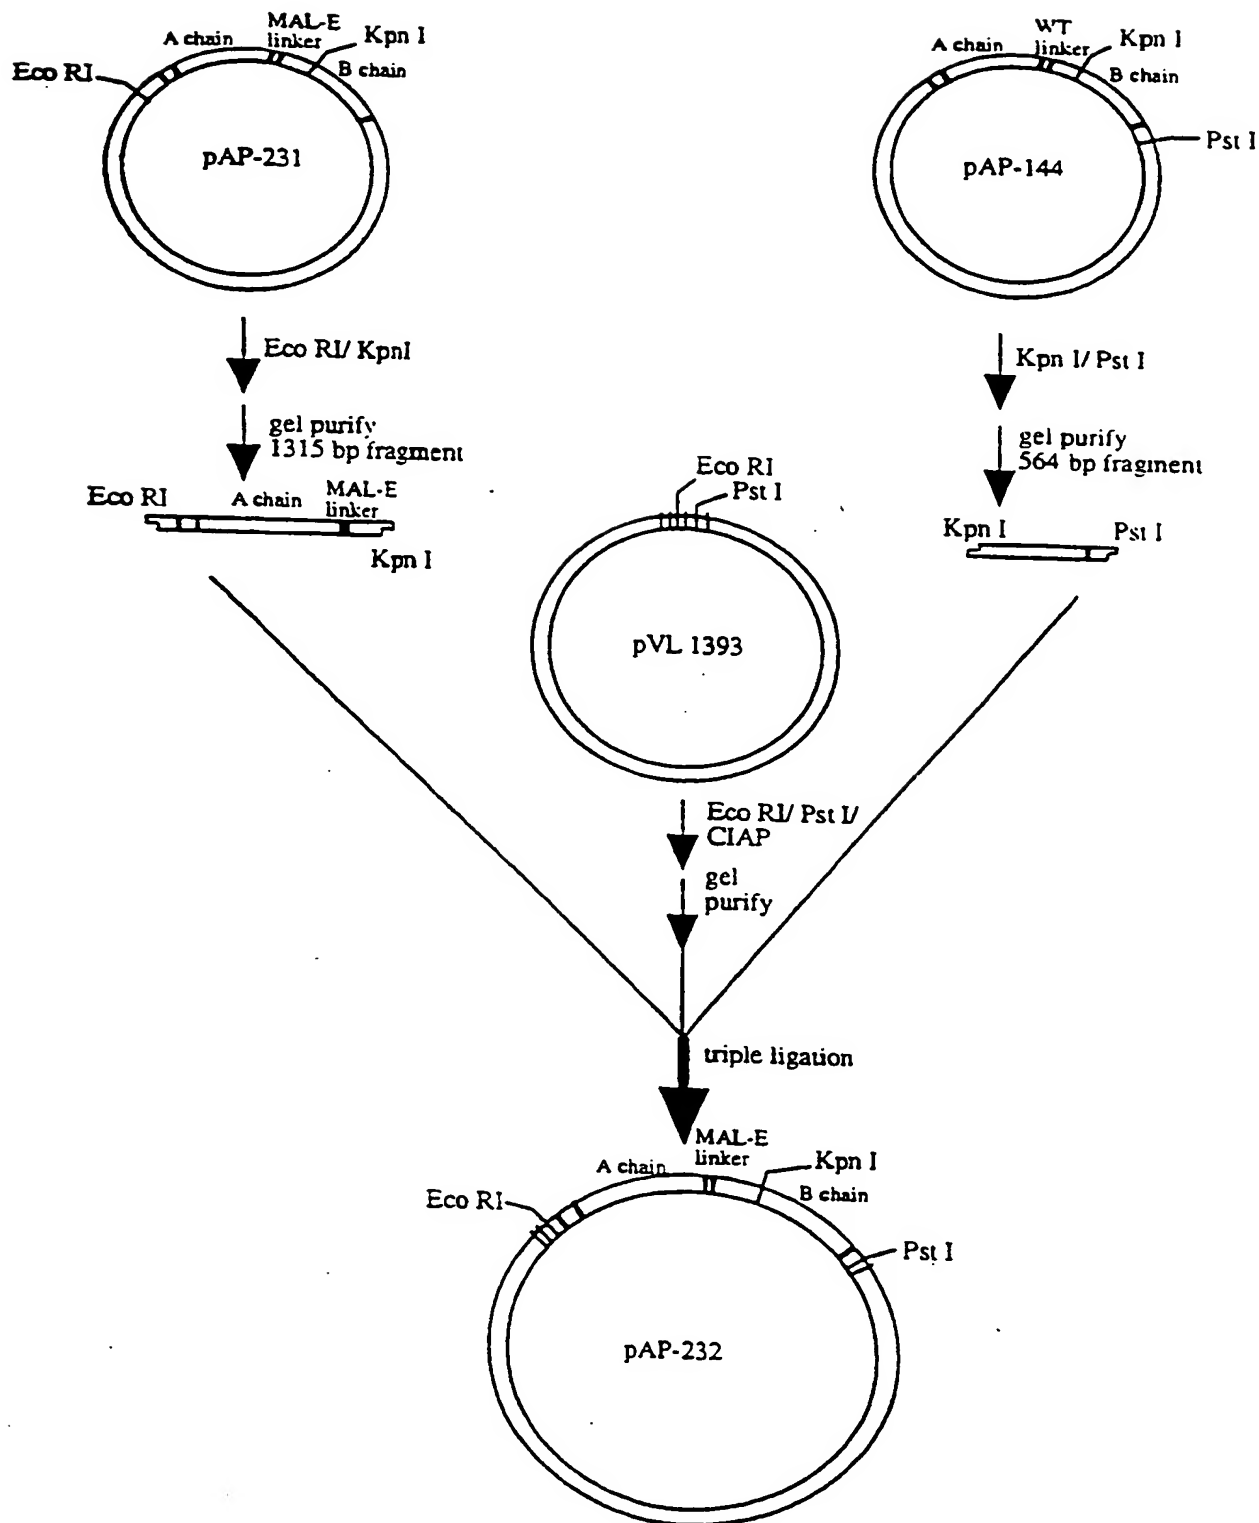 A chain
MAL-E
linker
Kpn I
Eco RI
B chain
pAP-231
A chain
WT
linker
Kpn I
B chain
Pst I
pAP-144
Eco RI/ KpnI
gel purify
1315 bp fragment
Eco RI
A chain
MAL-E
linker
Kpn I
Kpn I/ Pst I
gel purify
564 bp fragment
Kpn I
Pst I
Eco RI
Pst I
pVL 1393
Eco RI/ Pst I/
CIAP
gel
purify
triple ligation
A chain
MAL-E
linker
Kpn I
B chain
Eco RI
Pst I
pAP-232